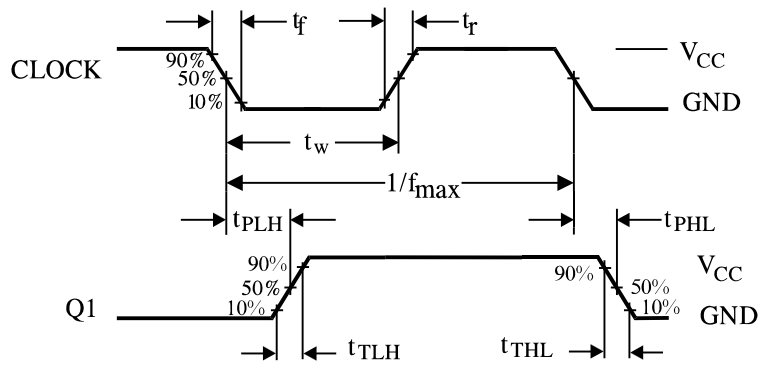 tf tr
90%
CLOCK 50% VCC
10% GND
tw
1/fmax
tPLH tPHL
90% 90% VCC
50% 50%
Q1 10% 10% GND
tTLH tTHL